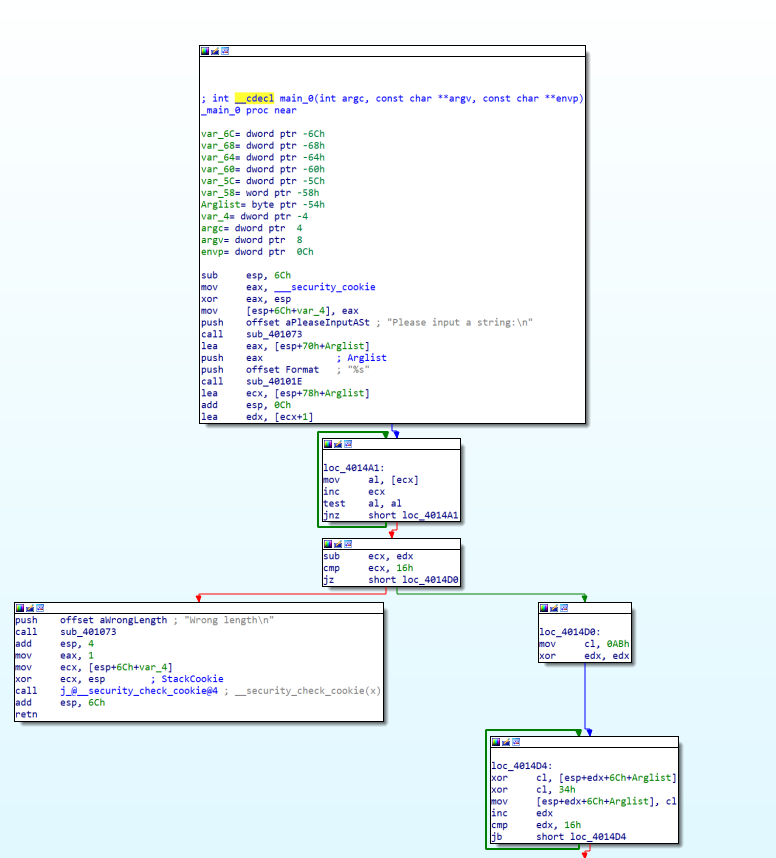 ; int __cdecl main_0(int argc, const char **argv, const char **envp)
_main_0 proc near
var_6C= dword ptr -6Ch
var_68= dword ptr -68h
var_64= dword ptr -64h
var_60= dword ptr -60h
var_5C= dword ptr -5Ch
var_58= word ptr -58h
Arglist= byte ptr -54h
var_4= dword ptr -4
argc= dword ptr  4
argv= dword ptr  8
envp= dword ptr  0Ch
sub     esp, 6Ch
mov     eax, ___security_cookie
xor     eax, esp
mov     [esp+6Ch+var_4], eax
push    offset aPleaseInputASt ; "Please input a string:\n"
call    sub_401073
lea     eax, [esp+70h+Arglist]
push    eax             ; Arglist
push    offset Format   ; "%s"
call    sub_40101E
lea     ecx, [esp+78h+Arglist]
add     esp, 0Ch
lea     edx, [ecx+1]
loc_4014A1:
mov     al, [ecx]
inc     ecx
test    al, al
jnz     short loc_4014A1
sub     ecx, edx
cmp     ecx, 16h
jz      short loc_4014D0
push    offset aWrongLength ; "Wrong length\n"
call    sub_401073
add     esp, 4
mov     eax, 1
mov     ecx, [esp+6Ch+var_4]
xor     ecx, esp        ; StackCookie
call    j_@__security_check_cookie@4 ; __security_check_cookie(x)
add     esp, 6Ch
retn
loc_4014D0:
mov     cl, 0ABh
xor     edx, edx
loc_4014D4:
xor     cl, [esp+edx+6Ch+Arglist]
xor     cl, 34h
mov     [esp+edx+6Ch+Arglist], cl
inc     edx
cmp     edx, 16h
jb      short loc_4014D4